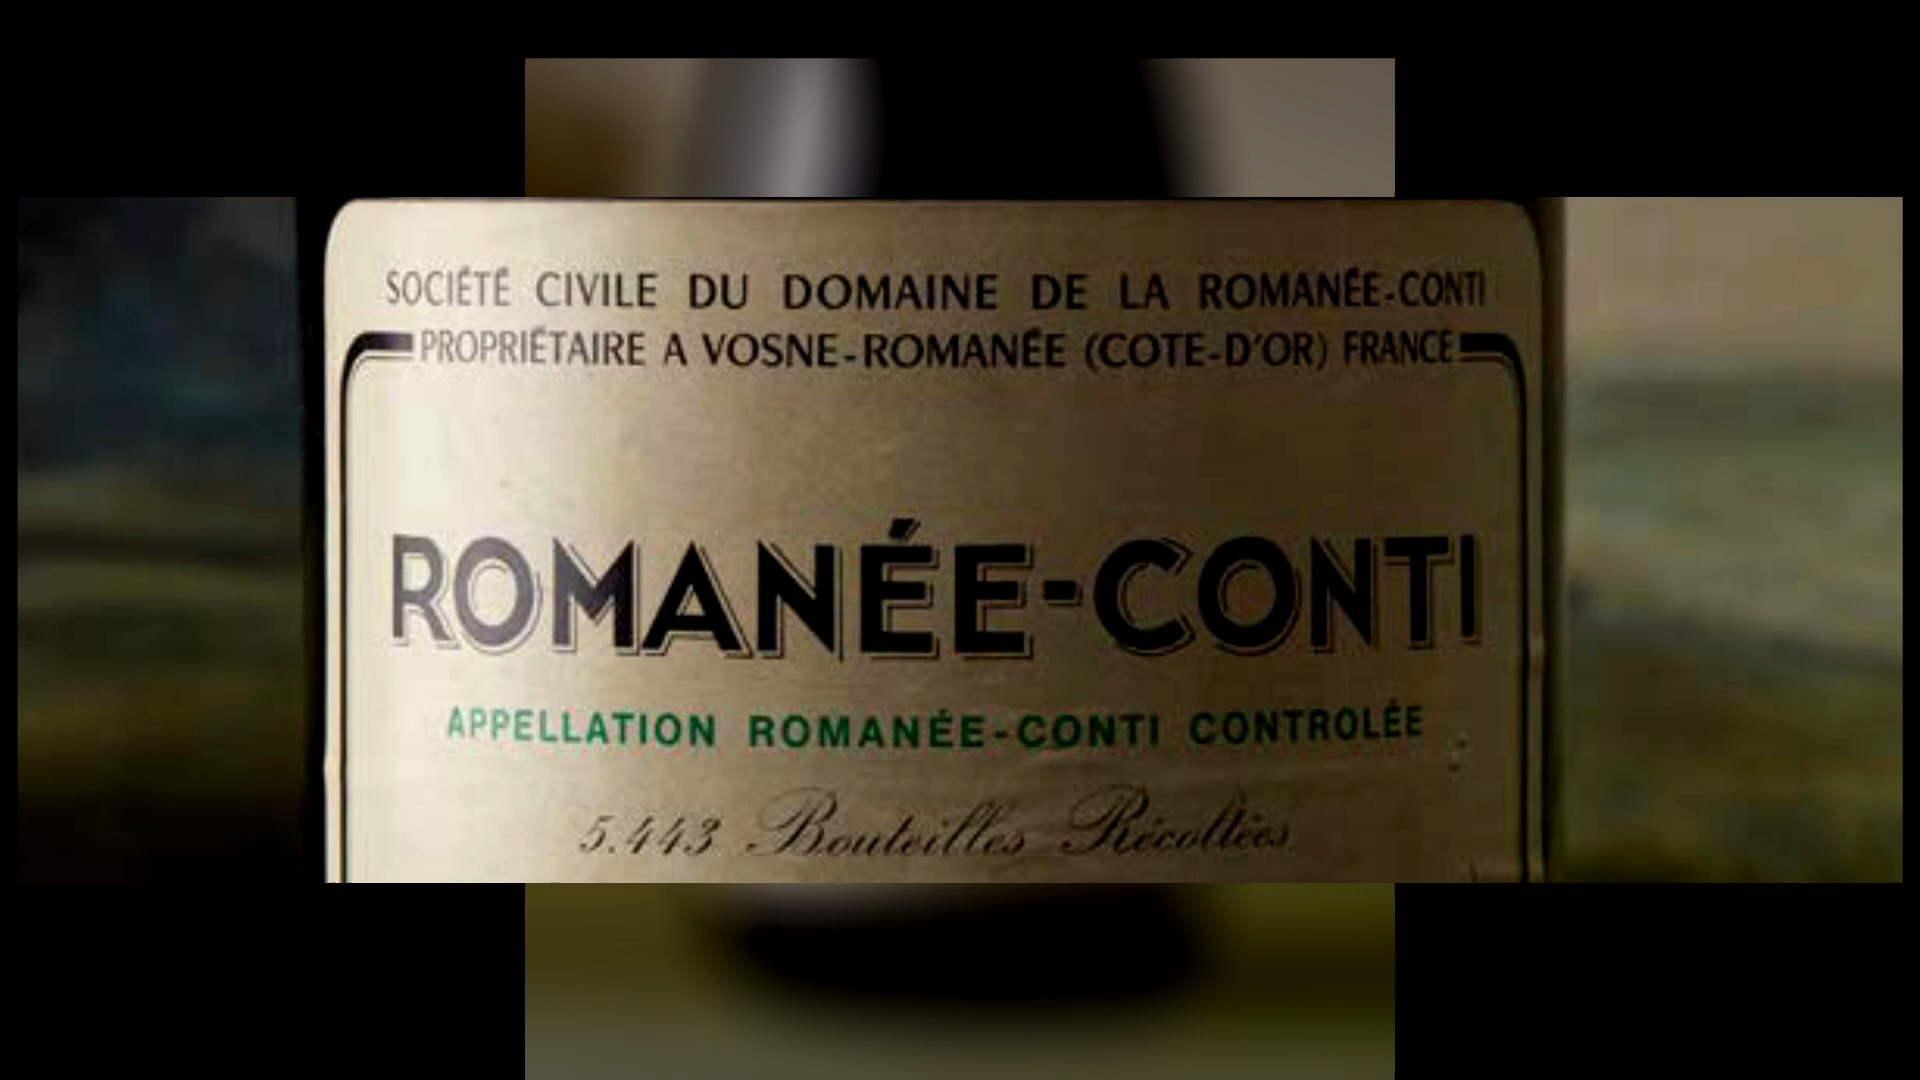 SOCIÉTÉ CIVILE DU DOMAINE DE LA ROMANÉE-CONTI
PROPRIÉTAIRE A VOSNE-ROMANÉE (COTE-D'OR) FRANCE
ROMANÉE-CONTI
APPELLATION ROMANÉE-CONTI CONTROLÉE
5.443 Bouteilles Récoltées